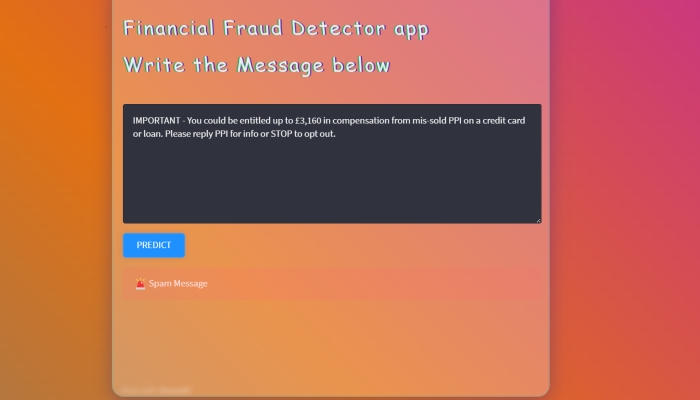 Financial Fraud Detector app
Write the Message below
IMPORTANT - You could be entitled up to £3,160 in compensation from mis-sold PPI on a credit card
or loan. Please reply PPI for info or STOP to opt out.
PREDICT
Spam Message